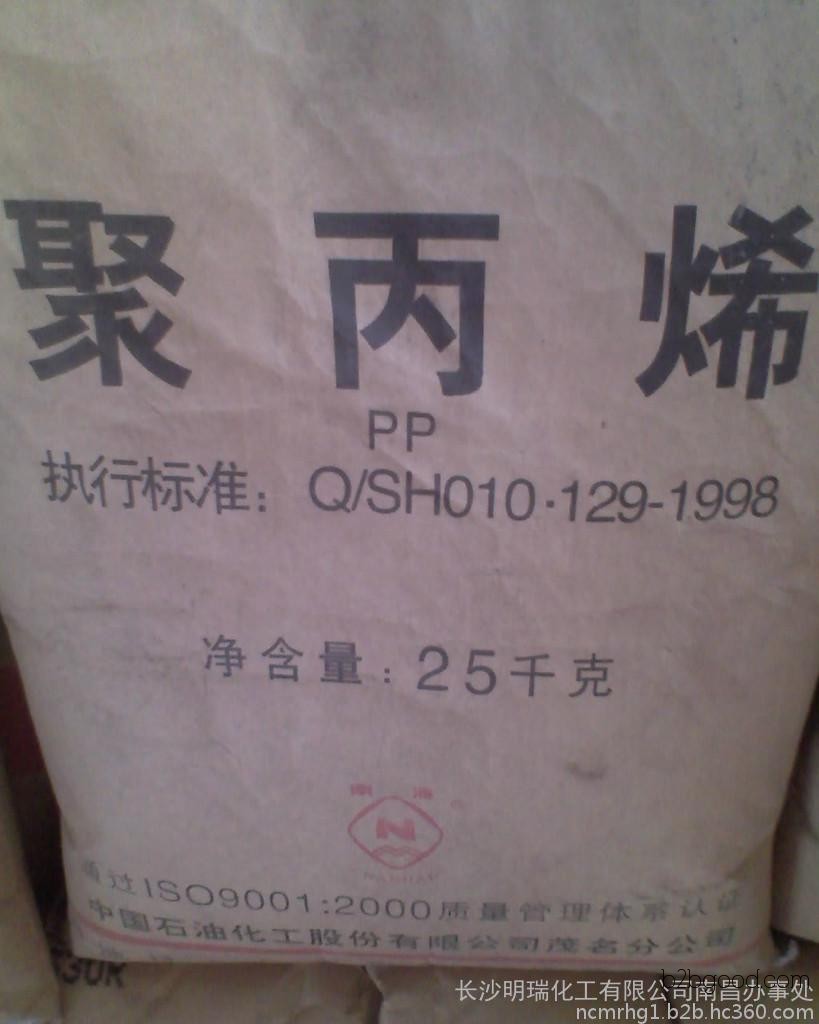 聚丙烯
PP
执行标准：Q/SH010·129-1998
净含量：25千克
南海
N
®
NANHAI
通过ISO9001:2000质量管理体系认证
中国石油化工股份有限公司茂名分公司
b2bgood.com
长沙明瑞化工有限公司南昌办事处
ncmrhg1.b2b.hc360.com